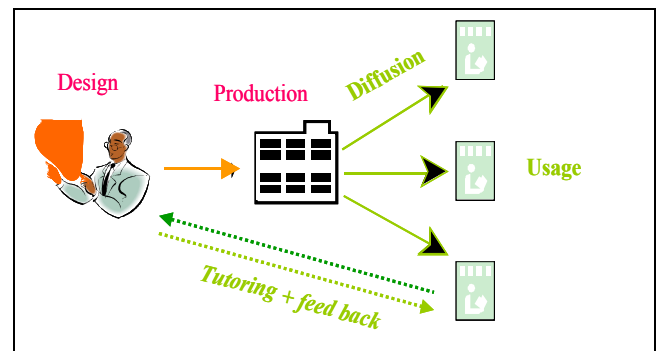 Design
Production
Diffusion
Usage
Tutoring + feed back